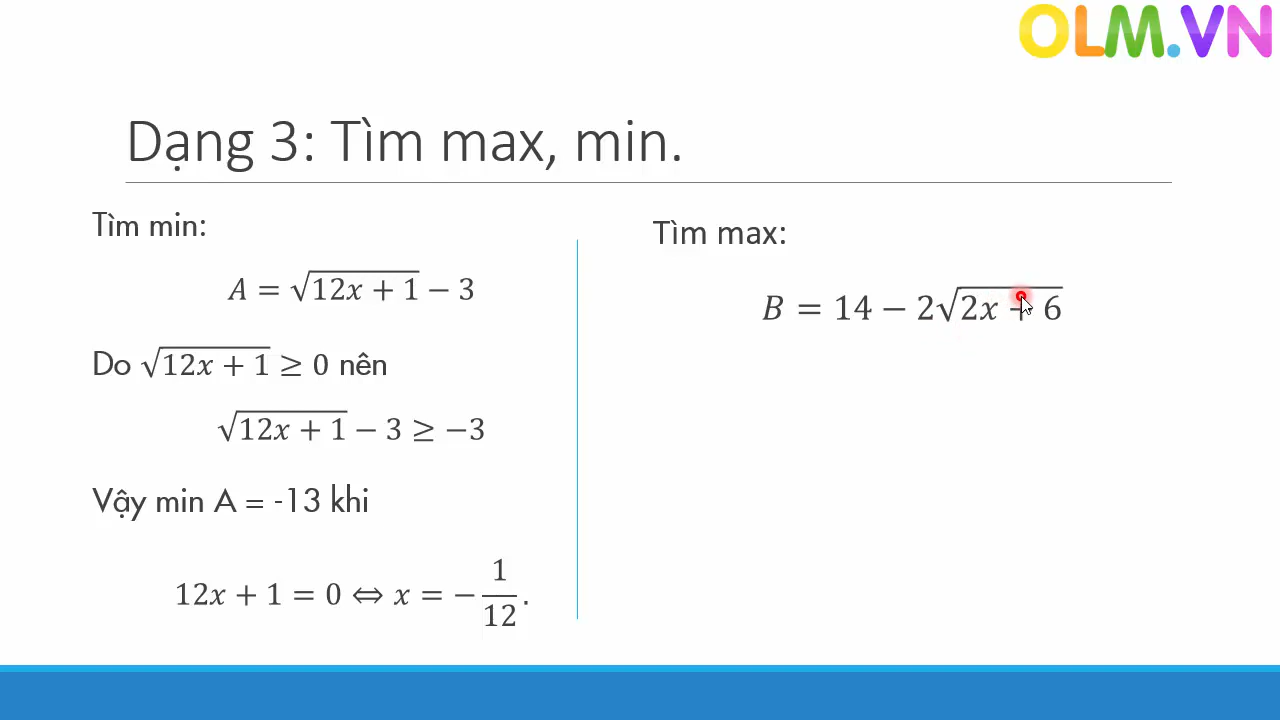 OLM.VN
Dạng 3: Tìm max, min.
Tìm min:
A = √(12x + 1) − 3
Do √(12x + 1) ≥ 0 nên
√(12x + 1) − 3 ≥ −3
Vậy min A = -13 khi
12x + 1 = 0 ⇔ x = −1/12.
Tìm max:
B = 14 − 2√(2x + 6)